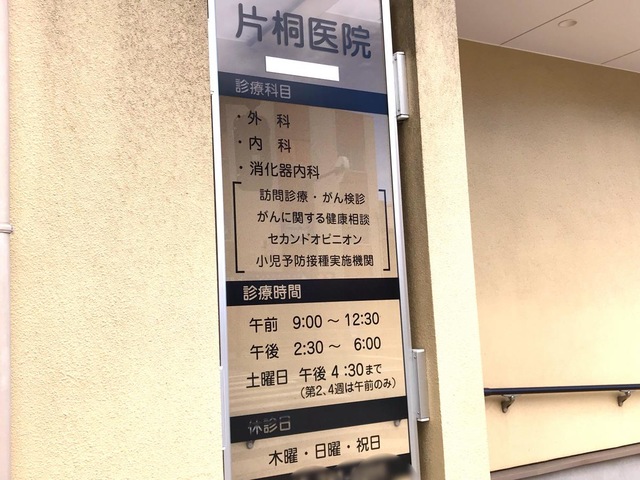 片桐医院
診療科目
・外 科
・内 科
・消化器内科
訪問診療・がん検診
がんに関する健康相談
セカンドオピニオン
小児予防接種実施機関
診療時間
午前 9:00 ～ 12:30
午後 2:30 ～ 6:00
土曜日 午後 4:30まで
(第2、4週は午前のみ)
休診日
木曜・日曜・祝日